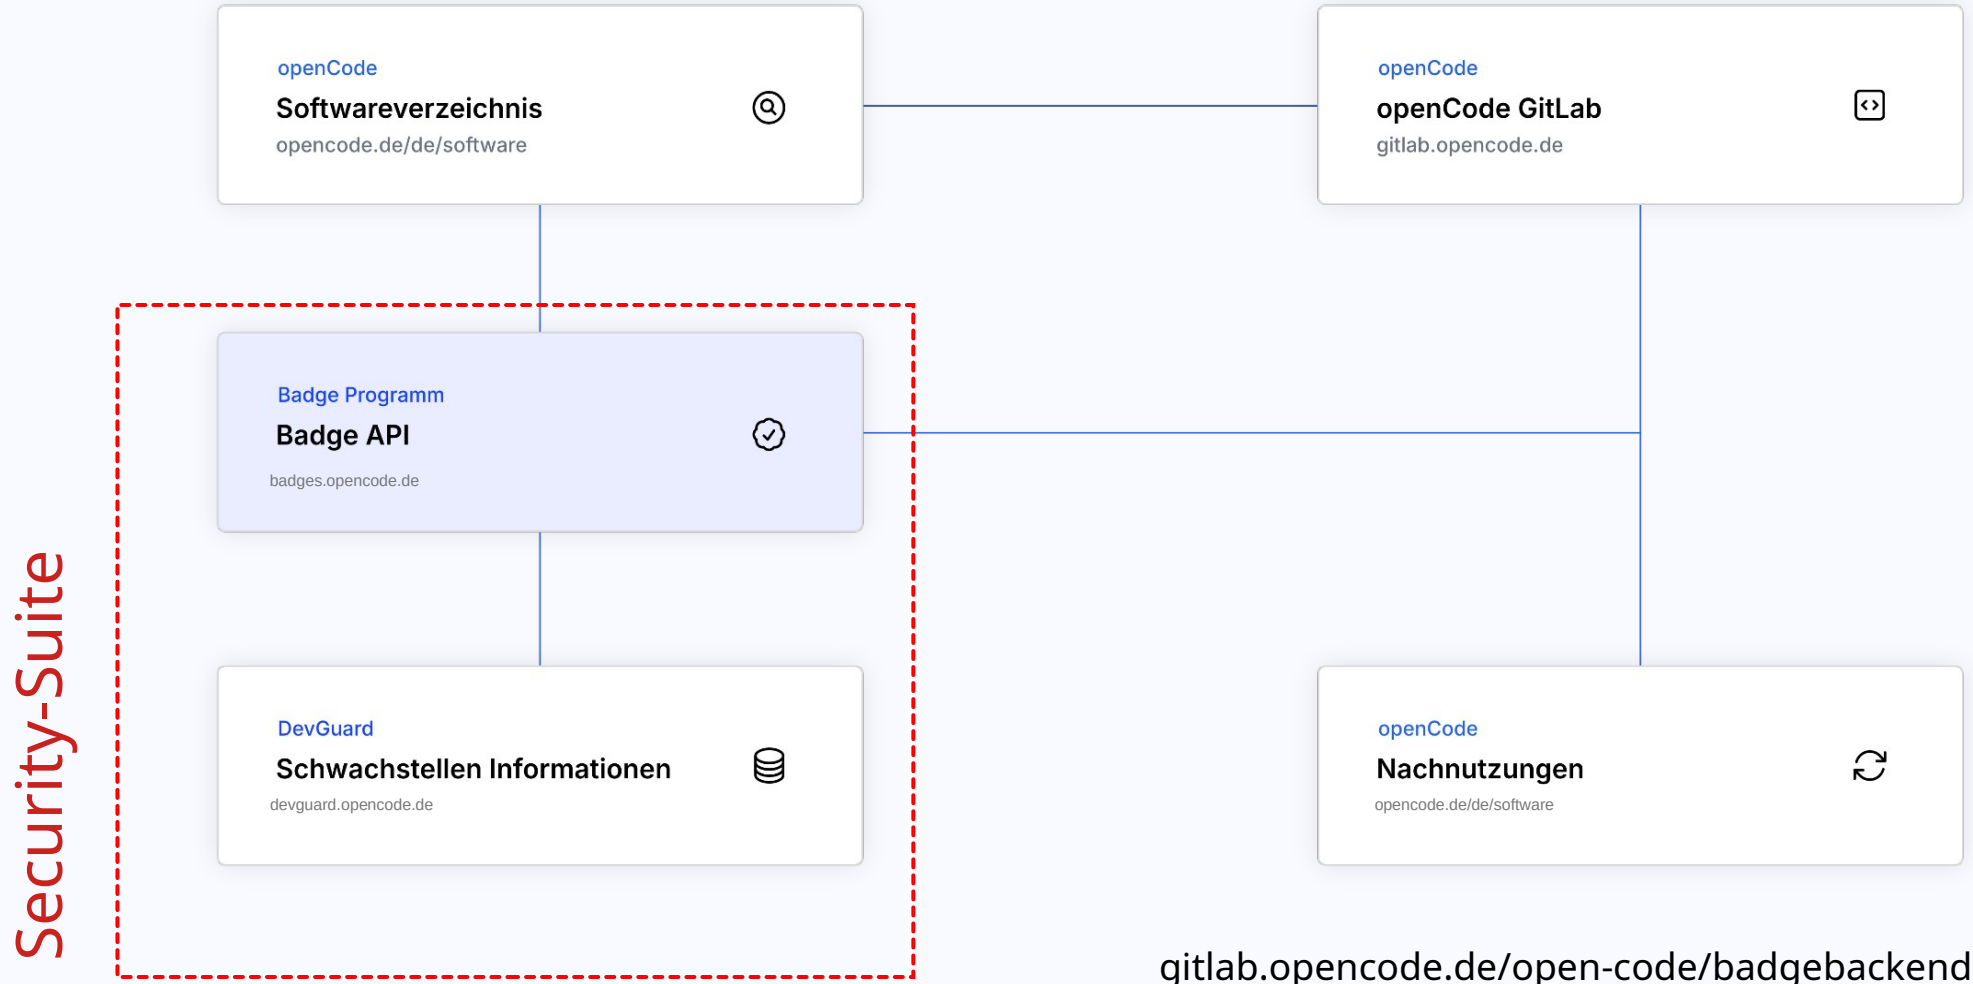 openCode
Softwareverzeichnis
opencode.de/de/software
openCode
openCode GitLab
gitlab.opencode.de
Badge Programm
Badge API
badges.opencode.de
DevGuard
Schwachstellen Informationen
devguard.opencode.de
openCode
Nachnutzungen
opencode.de/de/software
Security-Suite
gitlab.opencode.de/open-code/badgebackend